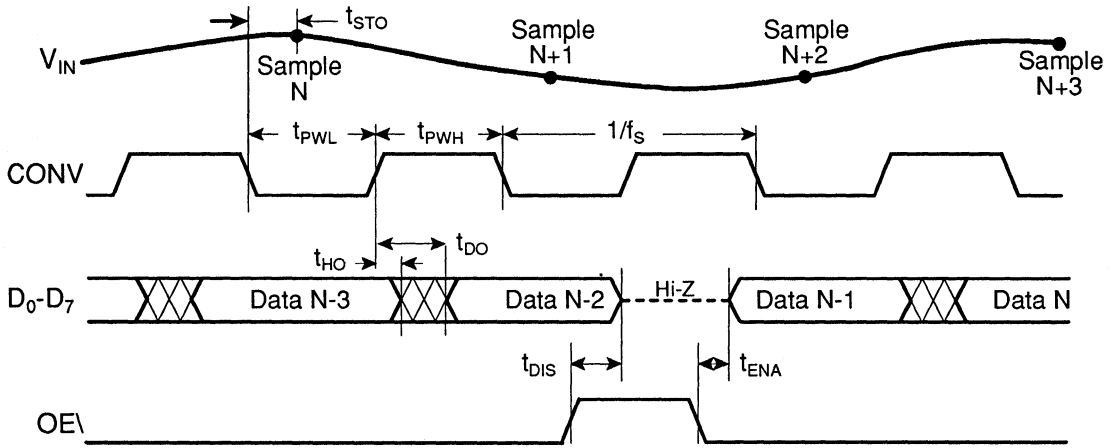 tSTO
VIN
Sample
N
Sample
N+1
Sample
N+2
Sample
N+3
tPWL
tPWH
1/fS
CONV
tHO
tDO
D0-D7
Data N-3
Data N-2
Hi-Z
Data N-1
Data N
tDIS
tENA
OE\